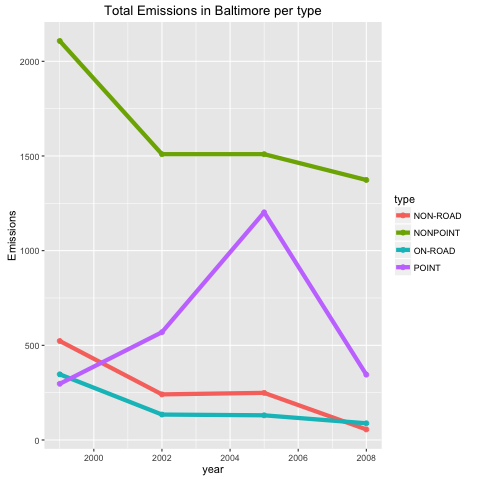 Total Emissions in Baltimore per type
Emissions
2000
1500
1000
500
0
2000
2002
2004
2006
2008
year
type
NON-ROAD
NONPOINT
ON-ROAD
POINT